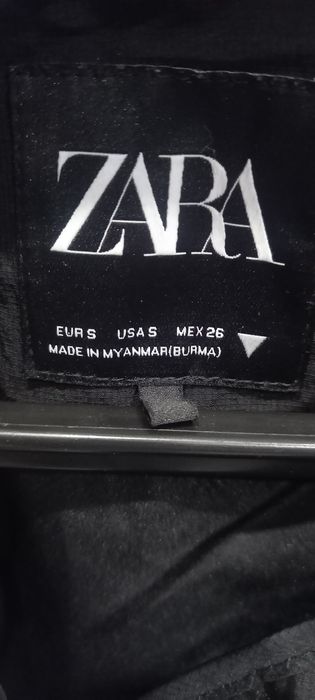 ZARA
EUR S USA S MEX 26
MADE IN MYANMAR(BURMA)